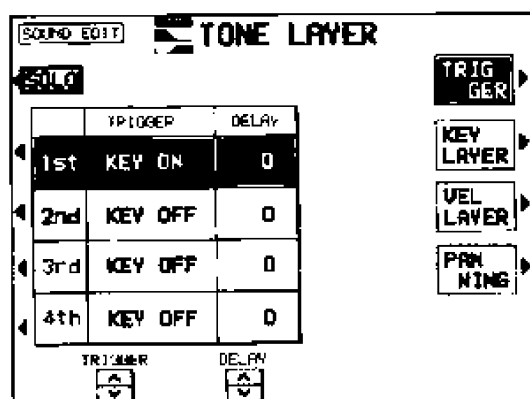 SOUND EDIT
TONE LAYER
SOLO
TRIGGER DELAY
1st KEY ON 0
2nd KEY OFF 0
3rd KEY OFF 0
4th KEY OFF 0
TRIGGER DELAY
TRIG
GER
KEY
LAYER
VEL
LAYER
PAN
NING